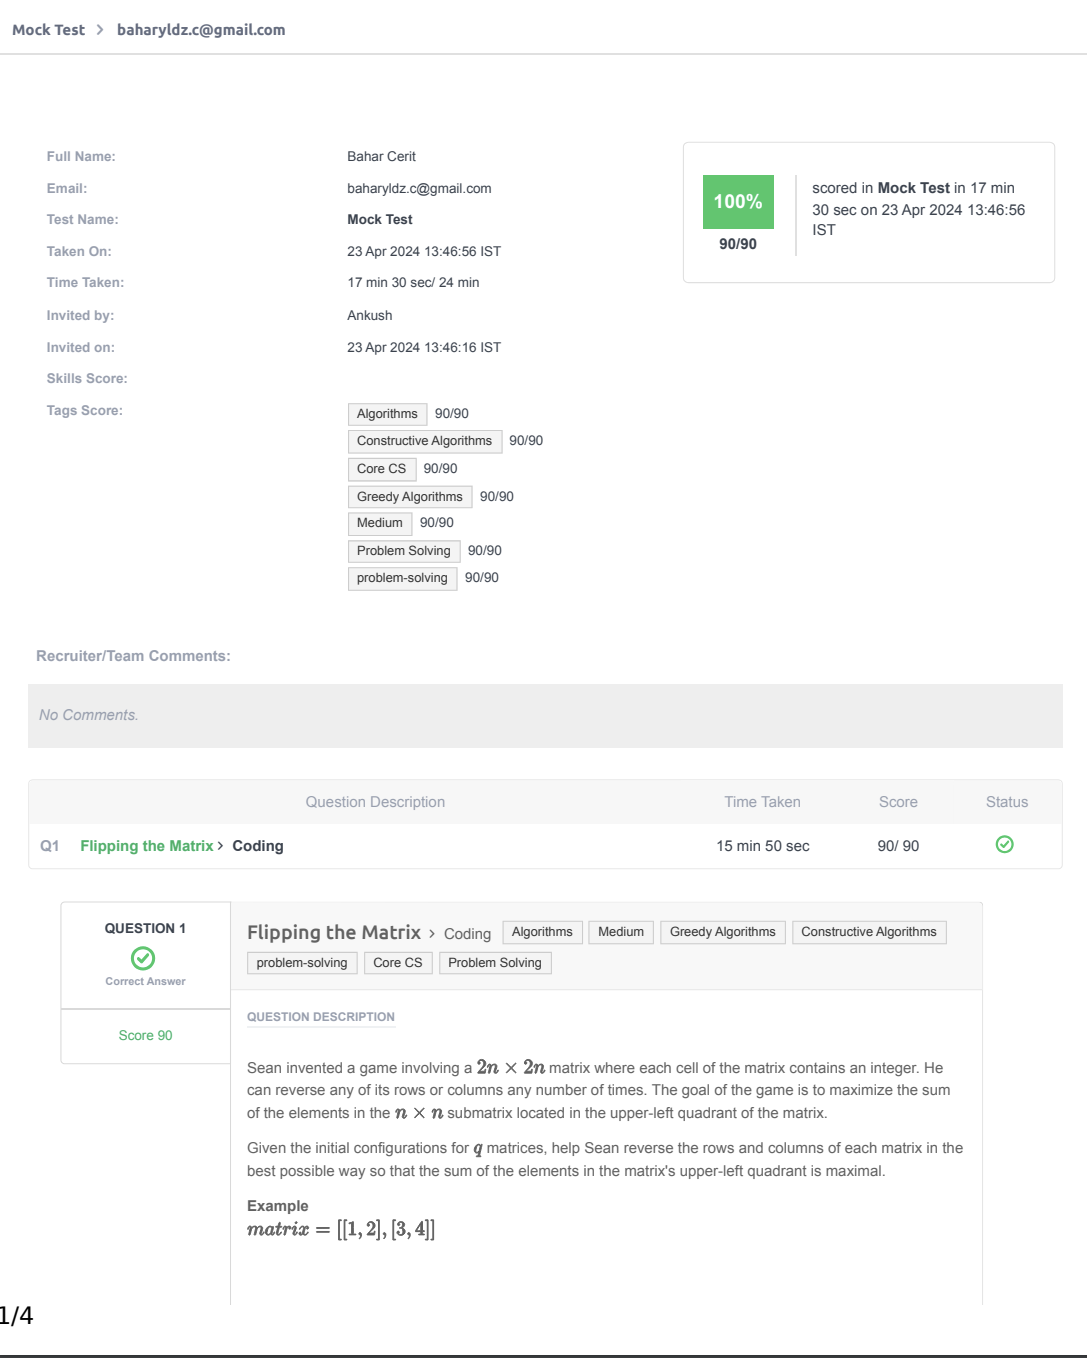 Mock Test > baharyldz.c@gmail.com
Full Name: Bahar Cerit
Email: baharyldz.c@gmail.com
Test Name: Mock Test
Taken On: 23 Apr 2024 13:46:56 IST
Time Taken: 17 min 30 sec/ 24 min
Invited by: Ankush
Invited on: 23 Apr 2024 13:46:16 IST
Skills Score:
Tags Score:
Algorithms 90/90
Constructive Algorithms 90/90
Core CS 90/90
Greedy Algorithms 90/90
Medium 90/90
Problem Solving 90/90
problem-solving 90/90
100%
90/90
scored in Mock Test in 17 min
30 sec on 23 Apr 2024 13:46:56
IST
Recruiter/Team Comments:
No Comments.
Question Description Time Taken Score Status
Q1 Flipping the Matrix > Coding 15 min 50 sec 90/ 90
QUESTION 1
Correct Answer
Score 90
Flipping the Matrix > Coding Algorithms Medium Greedy Algorithms Constructive Algorithms
problem-solving Core CS Problem Solving
QUESTION DESCRIPTION
Sean invented a game involving a 2n × 2n matrix where each cell of the matrix contains an integer. He
can reverse any of its rows or columns any number of times. The goal of the game is to maximize the sum
of the elements in the n × n submatrix located in the upper-left quadrant of the matrix.
Given the initial configurations for q matrices, help Sean reverse the rows and columns of each matrix in the
best possible way so that the sum of the elements in the matrix's upper-left quadrant is maximal.
Example
matrix = [[1, 2], [3, 4]]
1/4